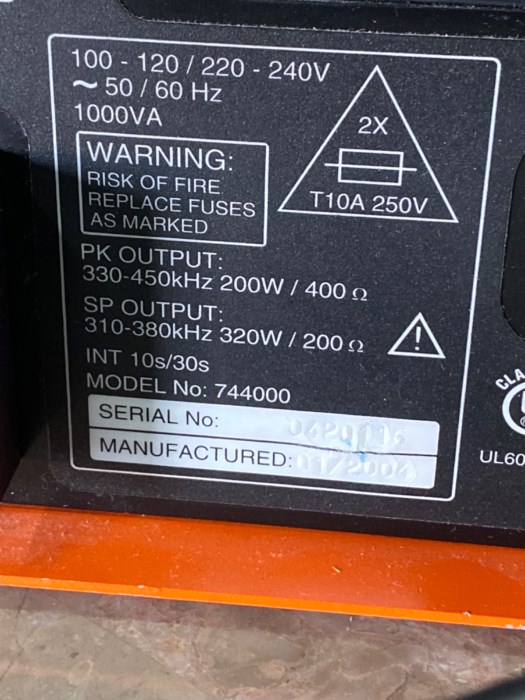 100 - 120 / 220 - 240V
~ 50 / 60 Hz
1000VA
2X
T10A 250V
WARNING:
RISK OF FIRE
REPLACE FUSES
AS MARKED
PK OUTPUT:
330-450kHz 200W / 400 Ω
SP OUTPUT:
310-380kHz 320W / 200 Ω
INT 10s/30s
MODEL No: 744000
SERIAL No:
MANUFACTURED:
CLA
UL60